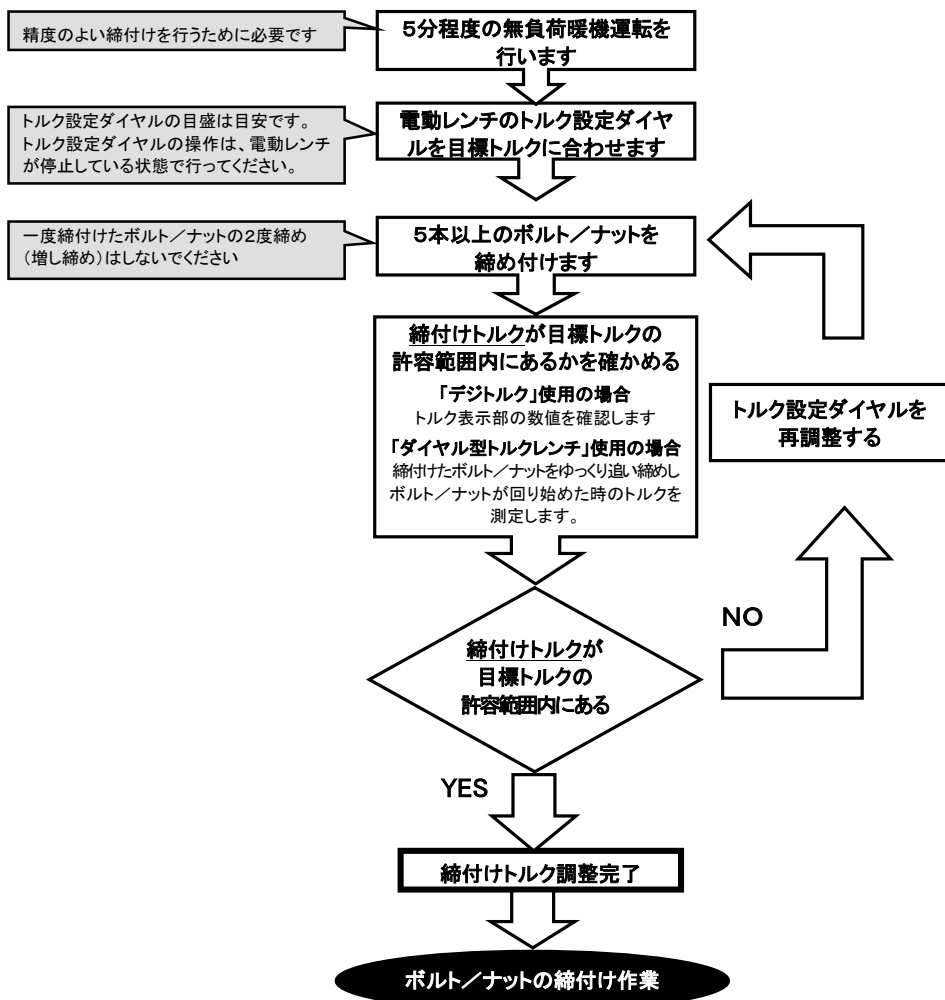 精度のよい締付けを行うために必要です
5分程度の無負荷暖機運転を
行います
トルク設定ダイヤルの目盛は目安です。
トルク設定ダイヤルの操作は、電動レンチ
が停止している状態で行ってください。
電動レンチのトルク設定ダイヤ
ルを目標トルクに合わせます
一度締付けたボルト／ナットの2度締め
（増し締め）はしないでください
5本以上のボルト／ナットを
締め付けます
締付けトルクが目標トルクの
許容範囲内にあるかを確かめる
「デジトルク」使用の場合
トルク表示部の数値を確認します
「ダイヤル型トルクレンチ」使用の場合
締付けたボルト／ナットをゆっくり追い締めし
ボルト／ナットが回り始めた時のトルクを
測定します。
トルク設定ダイヤルを
再調整する
NO
締付けトルクが
目標トルクの
許容範囲内にある
YES
締付けトルク調整完了
ボルト／ナットの締付け作業